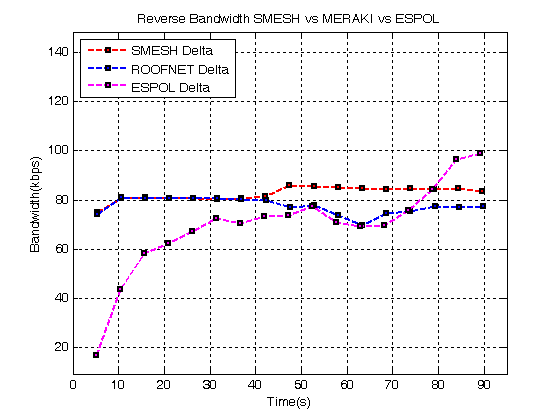 Reverse Bandwidth SMESH vs MERAKI vs ESPOL
SMESH Delta
ROOFNET Delta
ESPOL Delta
Bandwidth(kbps)
140
120
100
80
60
40
20
0 10 20 30 40 50 60 70 80 90
Time(s)